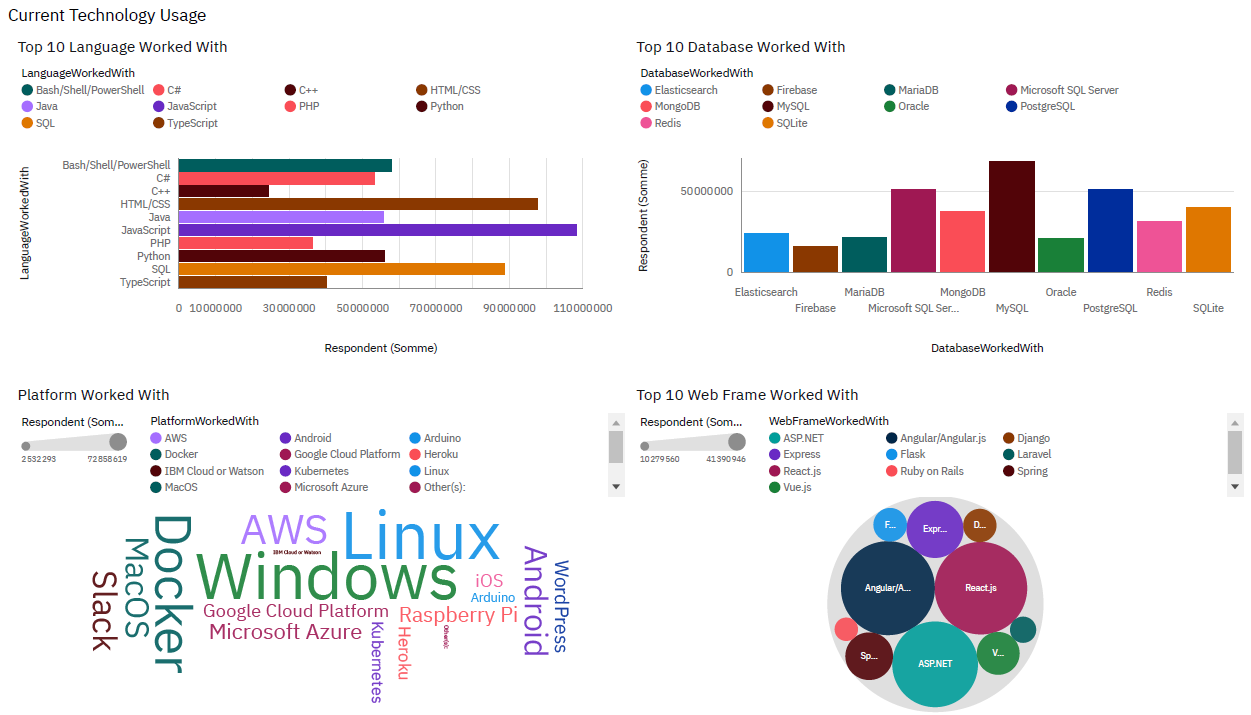 Current Technology Usage
Top 10 Language Worked With
LanguageWorkedWith
Bash/Shell/PowerShell C# C++ HTML/CSS
Java JavaScript PHP Python
SQL TypeScript
LanguageWorkedWith
Bash/Shell/PowerShell
C#
C++
HTML/CSS
Java
JavaScript
PHP
Python
SQL
TypeScript
0 10000000 30000000 50000000 70000000 90000000 110000000
Respondent (Somme)
Top 10 Database Worked With
DatabaseWorkedWith
Elasticsearch Firebase MariaDB Microsoft SQL Server
MongoDB MySQL Oracle PostgreSQL
Redis SQLite
Respondent (Somme)
50000000
0
Elasticsearch MariaDB MongoDB Oracle Redis
Firebase Microsoft SQL Ser... MySQL PostgreSQL SQLite
DatabaseWorkedWith
Platform Worked With
Respondent (Som...
2532293 72858619
PlatformWorkedWith
AWS Android Arduino
Docker Google Cloud Platform Heroku
IBM Cloud or Watson Kubernetes Linux
MacOS Microsoft Azure Other(s):
AWS
Linux
IBM Cloud or Watson
Windows
Docker
MacOS
Slack
iOS
Arduino
Google Cloud Platform
Raspberry Pi
Microsoft Azure
Kubernetes
Heroku
Other(s):
Android
WordPress
Top 10 Web Frame Worked With
Respondent (Som...
10279560 41390946
WebFrameWorkedWith
ASP.NET Angular/Angular.js Django
Express Flask Laravel
React.js Ruby on Rails Spring
Vue.js
F...
Expr...
D...
Angular/A...
React.js
Sp...
ASP.NET
V...